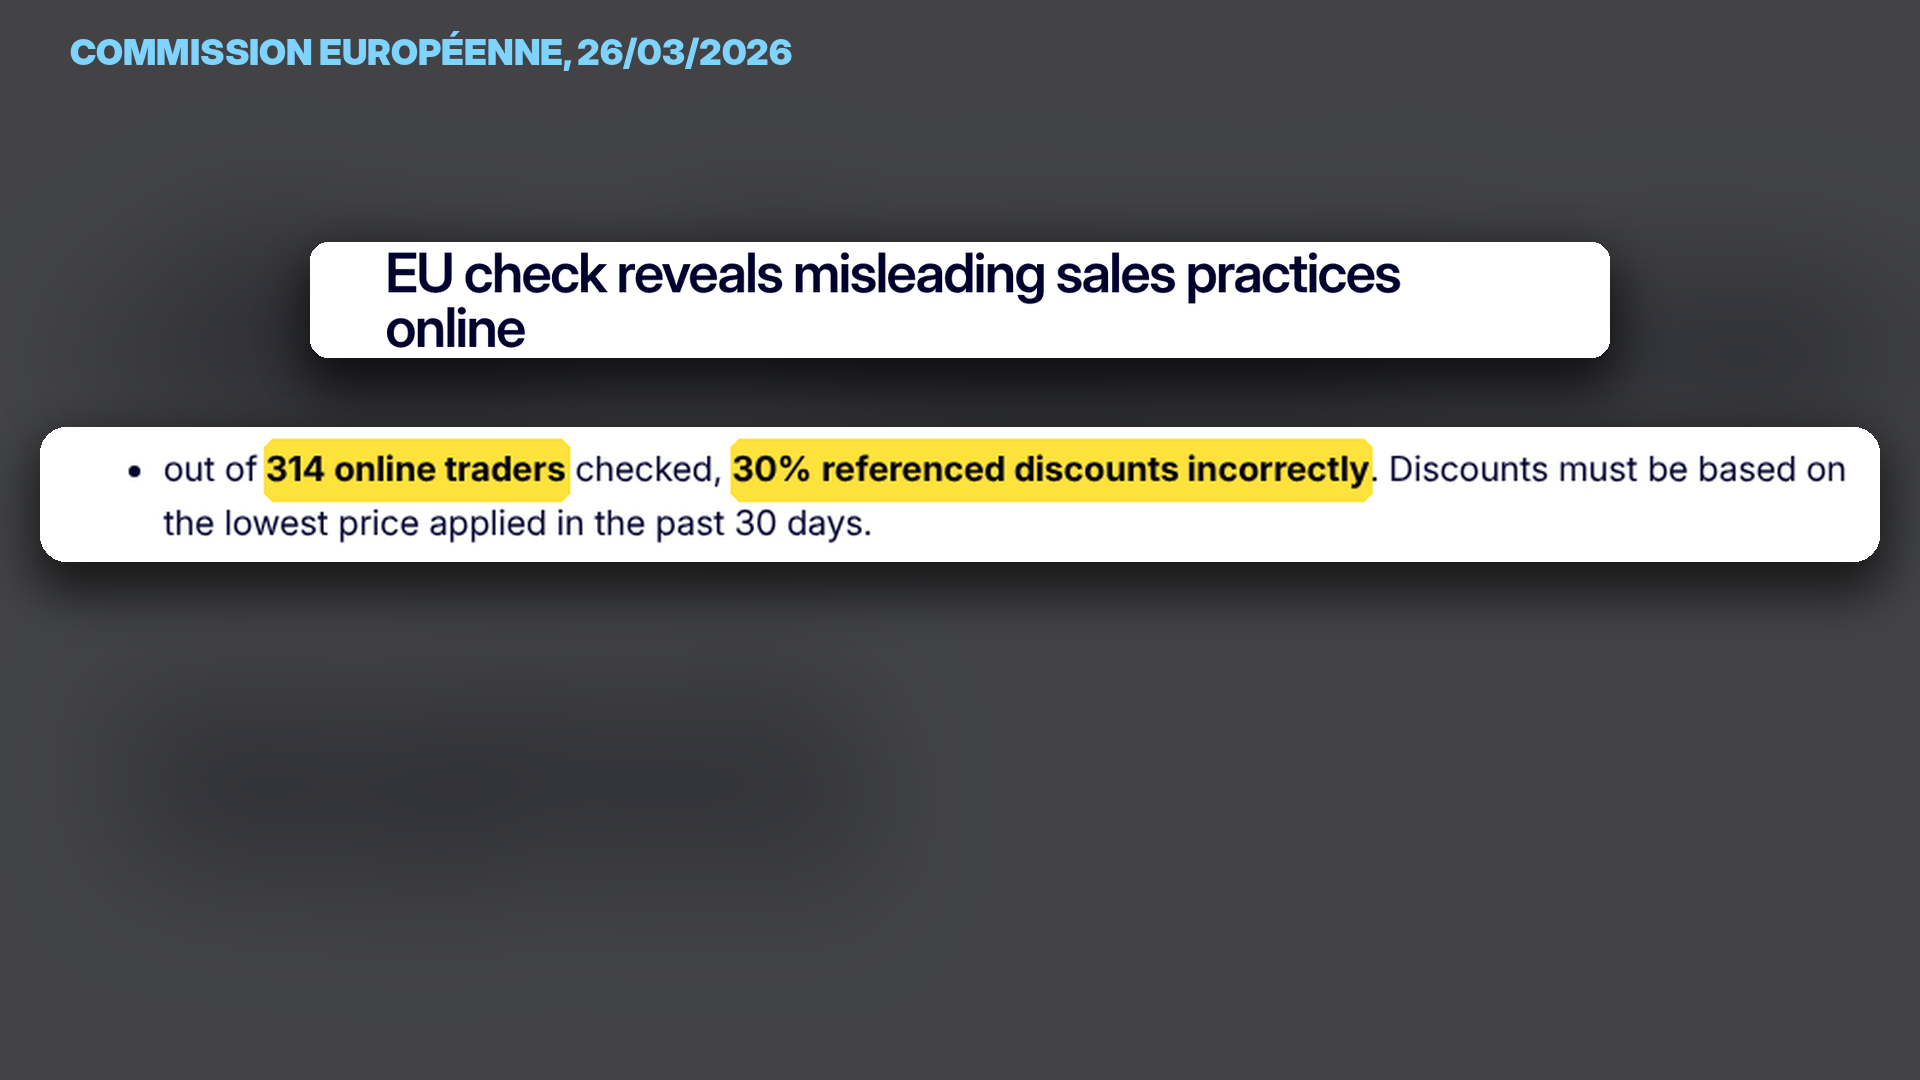 COMMISSION EUROPÉENNE, 26/03/2026
EU check reveals misleading sales practices
online
• out of 314 online traders checked, 30% referenced discounts incorrectly. Discounts must be based on
the lowest price applied in the past 30 days.